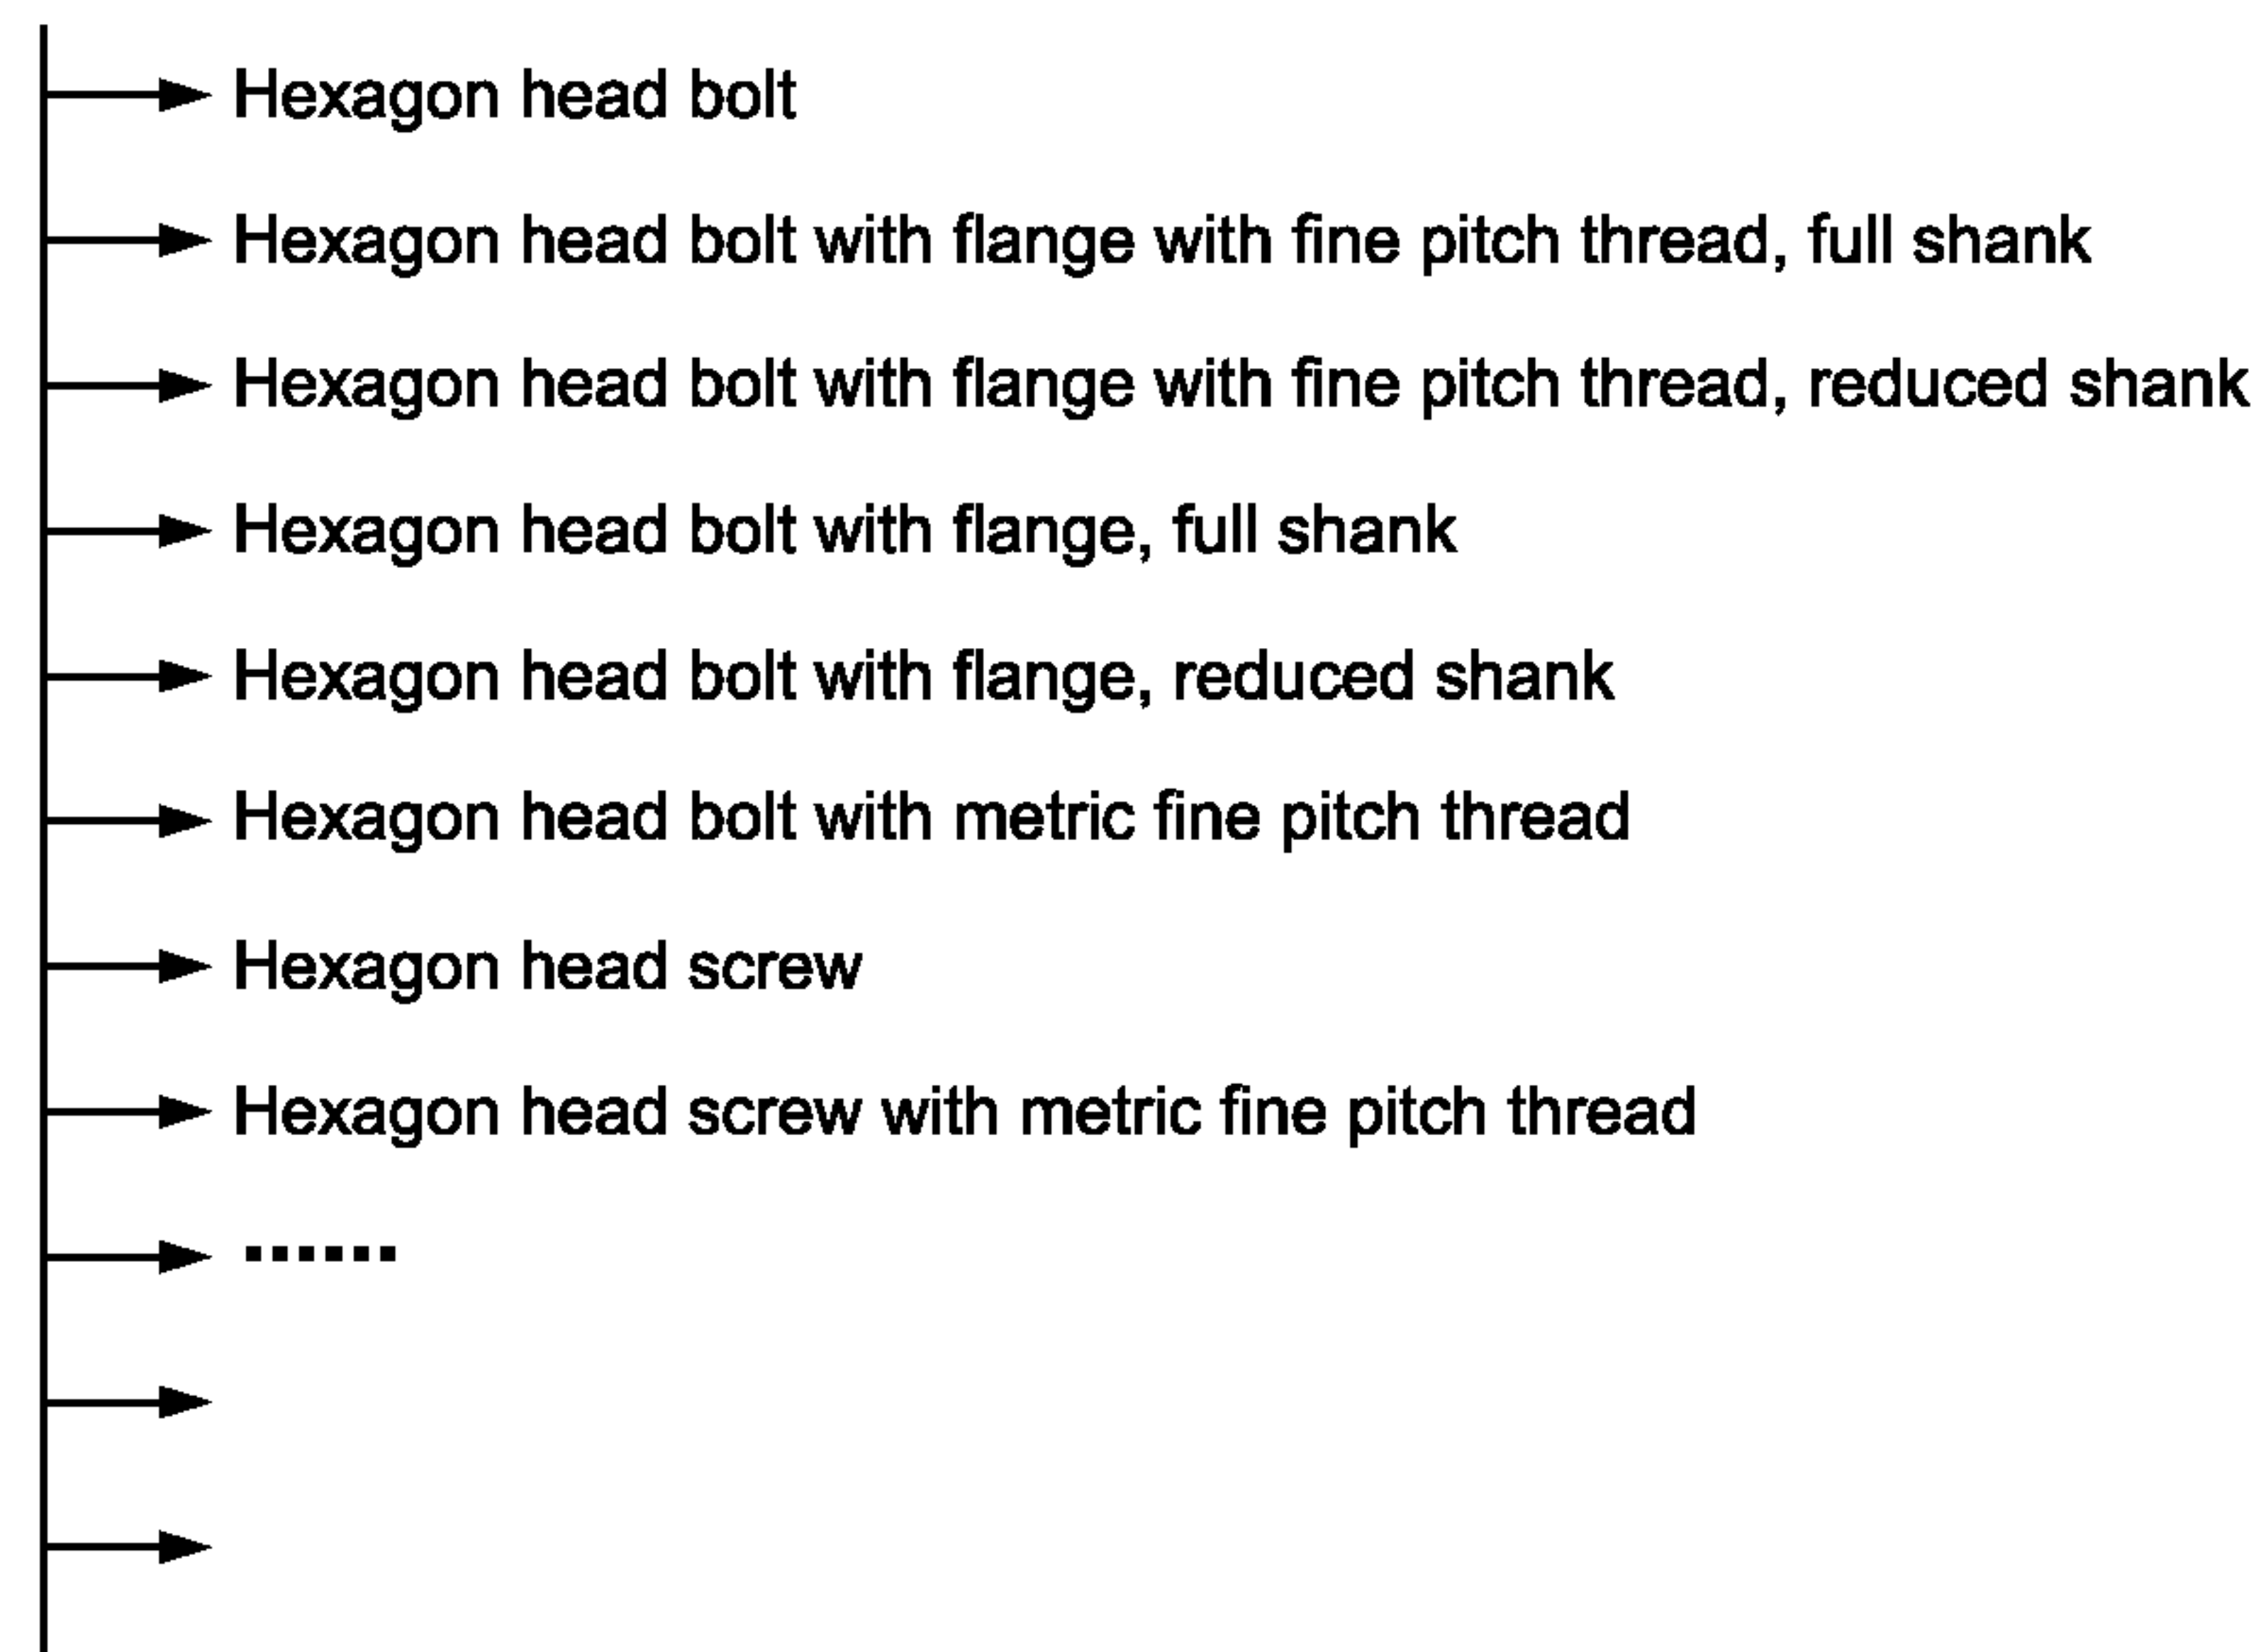 Hexagon head bolt
Hexagon head bolt with flange with fine pitch thread, full shank
Hexagon head bolt with flange with fine pitch thread, reduced shank
Hexagon head bolt with flange, full shank
Hexagon head bolt with flange, reduced shank
Hexagon head bolt with metric fine pitch thread
Hexagon head screw
Hexagon head screw with metric fine pitch thread
......